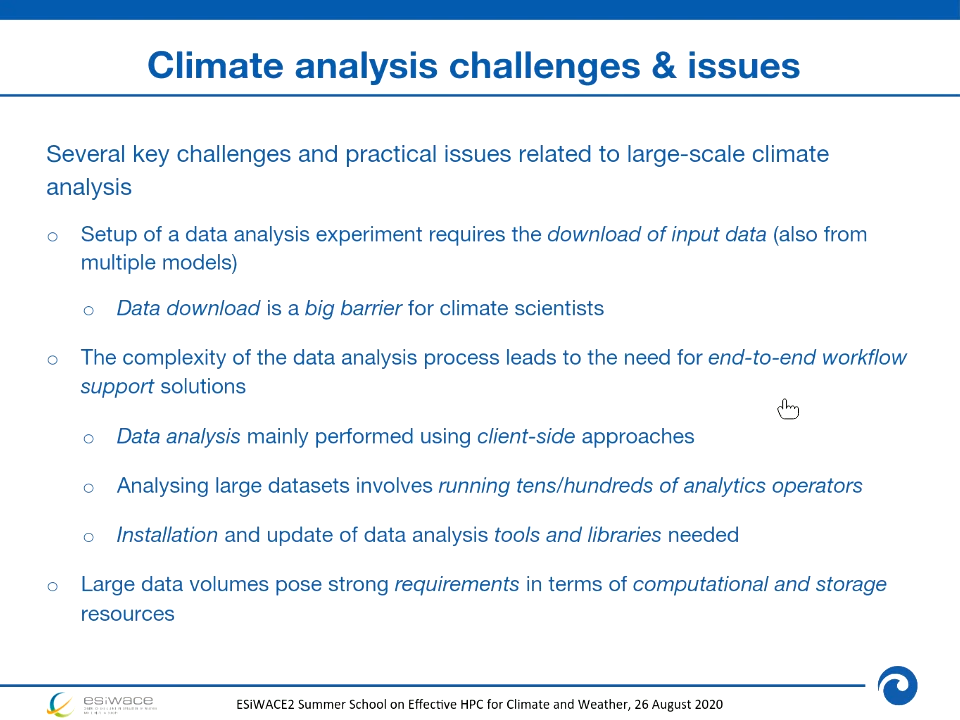 Climate analysis challenges & issues
Several key challenges and practical issues related to large-scale climate
analysis
o Setup of a data analysis experiment requires the download of input data (also from
multiple models)
o Data download is a big barrier for climate scientists
o The complexity of the data analysis process leads to the need for end-to-end workflow
support solutions
o Data analysis mainly performed using client-side approaches
o Analysing large datasets involves running tens/hundreds of analytics operators
o Installation and update of data analysis tools and libraries needed
o Large data volumes pose strong requirements in terms of computational and storage
resources
esiwace
ESiWACE2 Summer School on Effective HPC for Climate and Weather, 26 August 2020